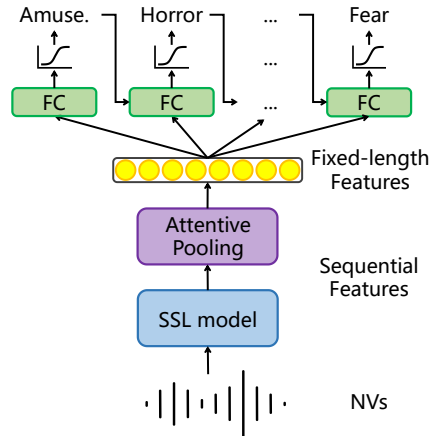 Amuse. Horror ... Fear
...
FC FC ... FC
Fixed-length
Features
Attentive
Pooling
Sequential
Features
SSL model
NVs